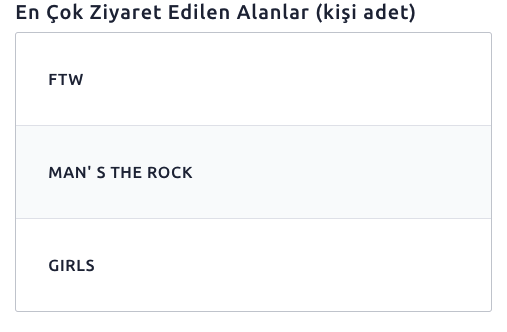 En Çok Ziyaret Edilen Alanlar (kişi adet)
FTW
MAN' S THE ROCK
GIRLS